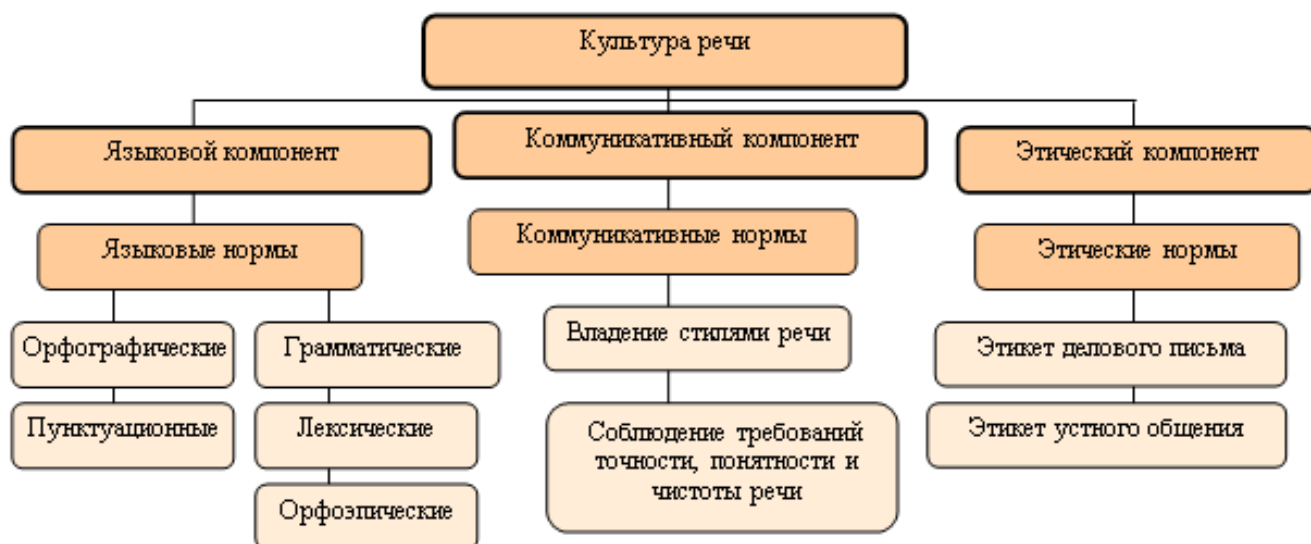 Культура речи
Языковой компонент
Коммуникативный компонент
Этический компонент
Языковые нормы
Коммуникативные нормы
Этические нормы
Орфографические
Грамматические
Владение стилями речи
Этикет делового письма
Пунктуационные
Лексические
Соблюдение требований
точности, понятности и
чистоты речи
Этикет устного общения
Орфоэпические